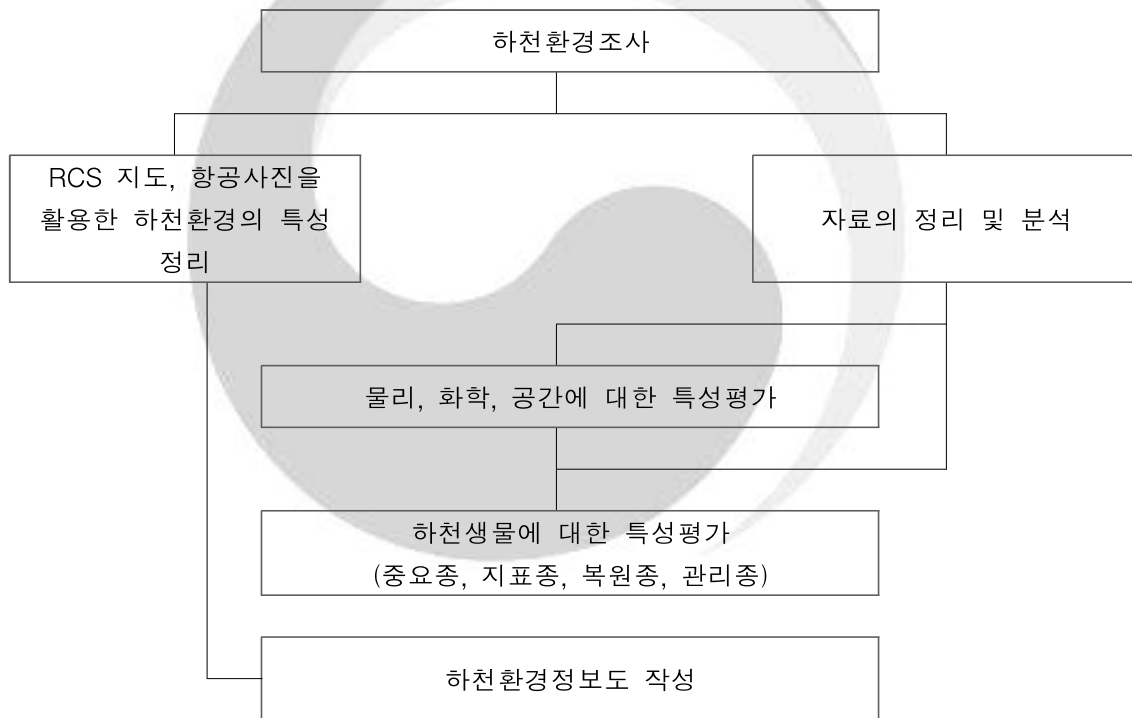 하천환경조사
RCS 지도, 항공사진을
활용한 하천환경의 특성
정리
자료의 정리 및 분석
물리, 화학, 공간에 대한 특성평가
하천생물에 대한 특성평가
(중요종, 지표종, 복원종, 관리종)
하천환경정보도 작성